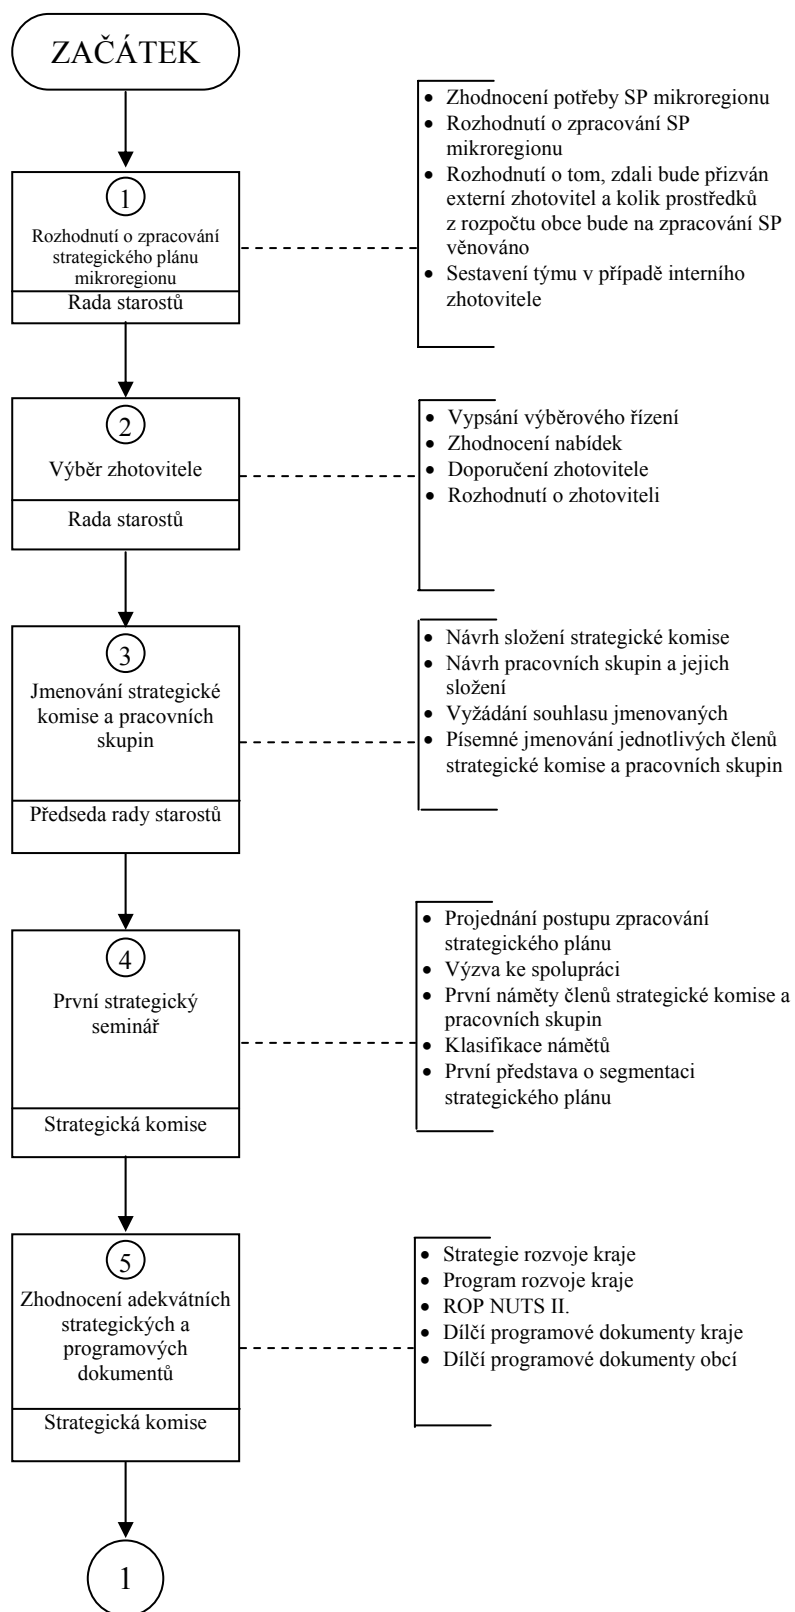 ZAČÁTEK
1
Rozhodnutí o zpracování
strategického plánu
mikroregionu
Rada starostů
• Zhodnocení potřeby SP mikroregionu
• Rozhodnutí o zpracování SP
mikroregionu
• Rozhodnutí o tom, zdali bude přizván
externí zhotovitel a kolik prostředků
z rozpočtu obce bude na zpracování SP
věnováno
• Sestavení týmu v případě interního
zhotovitele
2
Výběr zhotovitele
Rada starostů
• Vypsání výběrového řízení
• Zhodnocení nabídek
• Doporučení zhotovitele
• Rozhodnutí o zhotoviteli
3
Jmenování strategické
komise a pracovních
skupin
Předseda rady starostů
• Návrh složení strategické komise
• Návrh pracovních skupin a jejich
složení
• Vyžádání souhlasu jmenovaných
• Písemné jmenování jednotlivých členů
strategické komise a pracovních skupin
4
První strategický
seminář
Strategická komise
• Projednání postupu zpracování
strategického plánu
• Výzva ke spolupráci
• První náměty členů strategické komise a
pracovních skupin
• Klasifikace námětů
• První představa o segmentaci
strategického plánu
5
Zhodnocení adekvátních
strategických a
programových
dokumentů
Strategická komise
• Strategie rozvoje kraje
• Program rozvoje kraje
• ROP NUTS II.
• Dílčí programové dokumenty kraje
• Dílčí programové dokumenty obcí
1